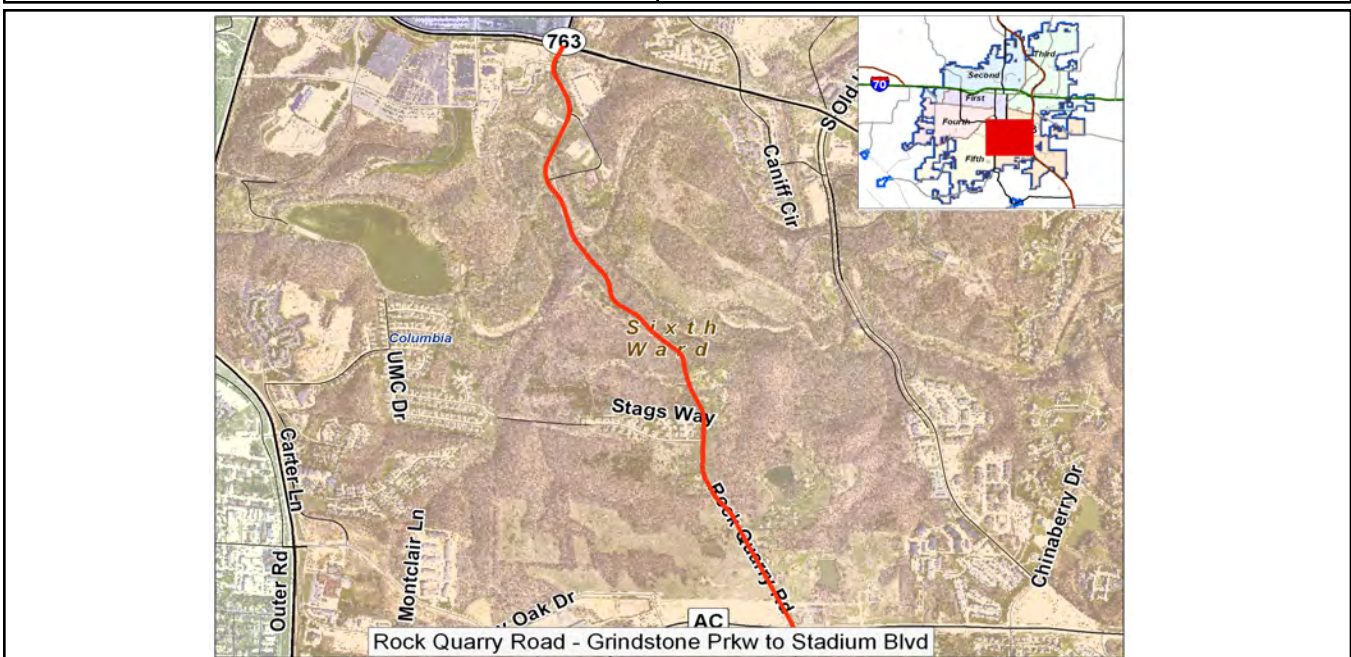 763
S Old
Caniff Cir
Third
Second
70
First
Fourth
Fifth
Columbia
Sixth
Ward
UMC Dr
Stags Way
Carter Ln
Rock Quarry Rd
Montclair Ln
Chinaberry Dr
Outer Rd
Oak Dr
AC
Rock Quarry Road - Grindstone Prkw to Stadium Blvd